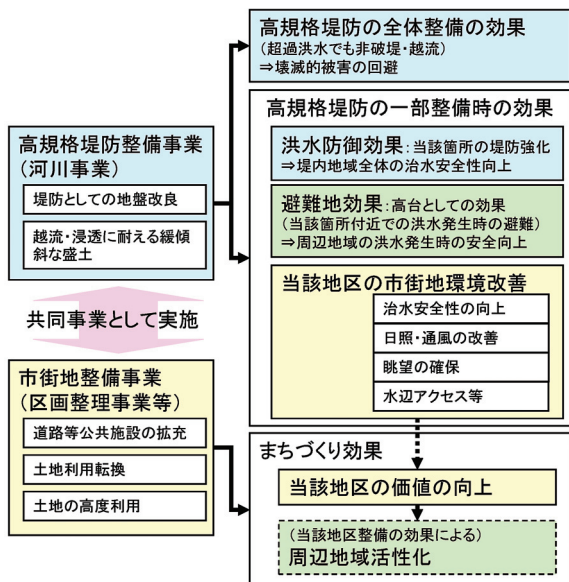 高規格堤防整備事業
(河川事業)
堤防としての地盤改良
越流・浸透に耐える緩傾
斜な盛土
共同事業として実施
市街地整備事業
(区画整理事業等)
道路等公共施設の拡充
土地利用転換
土地の高度利用
高規格堤防の全体整備の効果
(超過洪水でも非破堤・越流)
⇒壊滅的被害の回避
高規格堤防の一部整備時の効果
洪水防御効果:当該箇所の堤防強化
⇒堤内地域全体の治水安全性向上
避難地効果:高台としての効果
(当該箇所付近での洪水発生時の避難)
⇒周辺地域の洪水発生時の安全向上
当該地区の市街地環境改善
治水安全性の向上
日照・通風の改善
眺望の確保
水辺アクセス等
まちづくり効果
当該地区の価値の向上
(当該地区整備の効果による)
周辺地域活性化